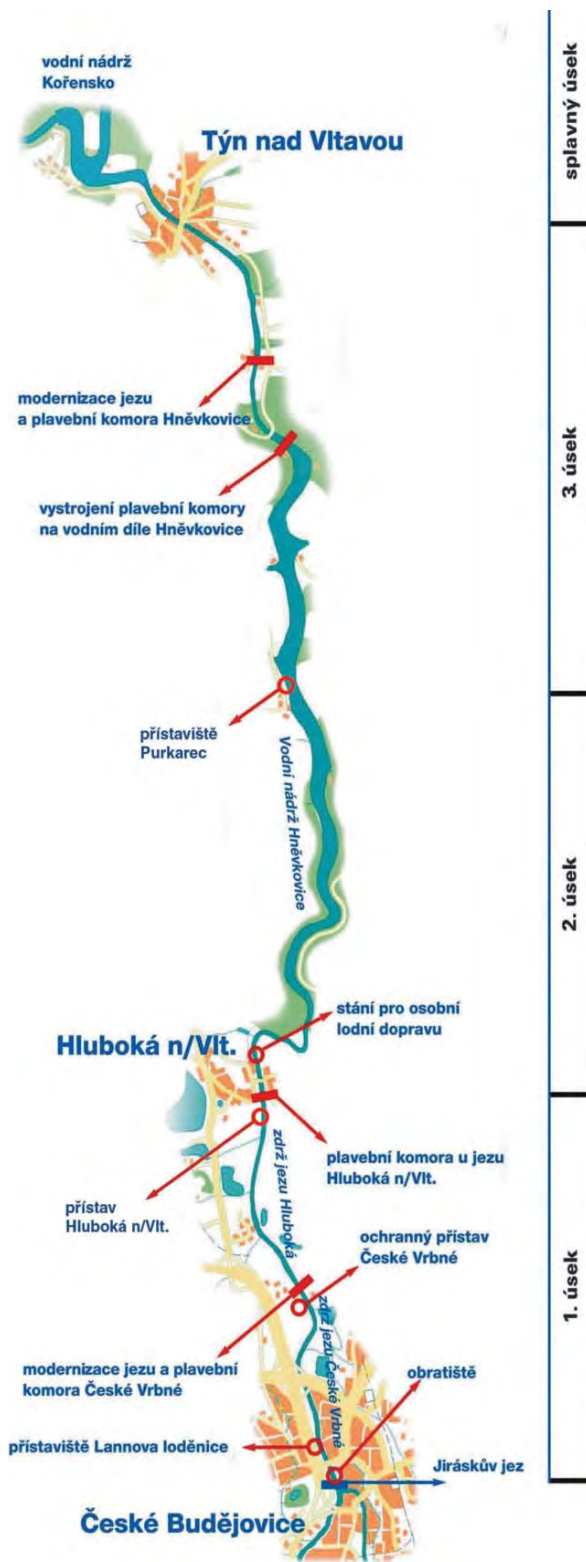 vodní nádrž
Kořensko
Týn nad Vltavou
splavný úsek
modernizace jezu
a plavební komora Hněvkovice
vystrojení plavební komory
na vodním díle Hněvkovice
3. úsek
přístaviště
Purkarec
Vodní nádrž Hněvkovice
2. úsek
stání pro osobní
lodní dopravu
Hluboká n/Vlt.
plavební komora u jezu
Hluboká n/Vlt.
přístav
Hluboká n/Vlt.
zdrž jezu Hluboká
ochranný přístav
České Vrbné
1. úsek
modernizace jezu a plavební
komora České Vrbné
zdrž jezu České Vrbné
obratiště
přístaviště Lannova loděnice
Jiráskův jez
České Budějovice